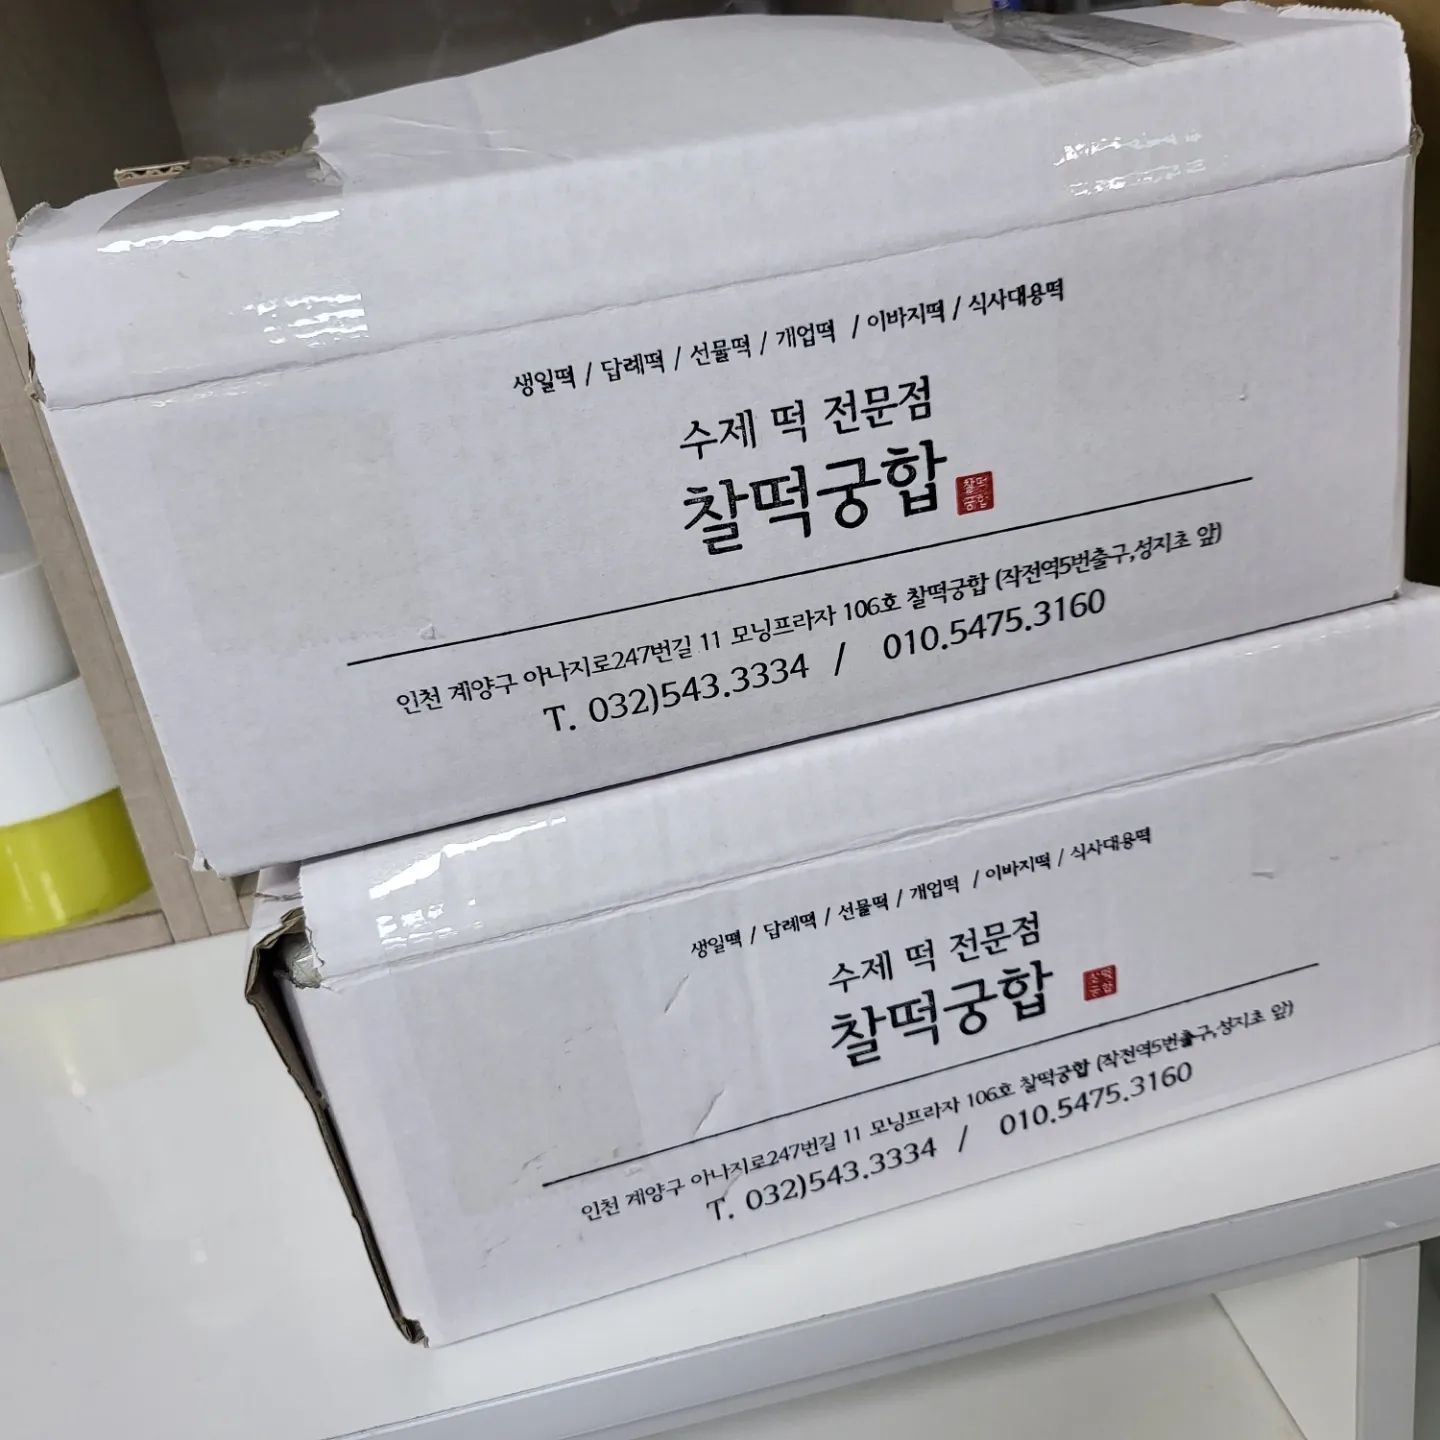 생일떡 / 답례떡 / 선물떡 / 개업떡 / 이바지떡 / 식사대용떡
수제 떡 전문점
찰떡궁합
찰떡
궁합
인천 계양구 아나지로247번길 11 모닝프라자 106호 찰떡궁합 (작전역5번출구,성지초 앞)
T. 032)543.3334 / 010.5475.3160
생일떡 / 답례떡 / 선물떡 / 개업떡 / 이바지떡 / 식사대용떡
수제 떡 전문점
찰떡궁합
찰떡
궁합
인천 계양구 아나지로247번길 11 모닝프라자 106호 찰떡궁합 (작전역5번출구,성지초 앞)
T. 032)543.3334 / 010.5475.3160